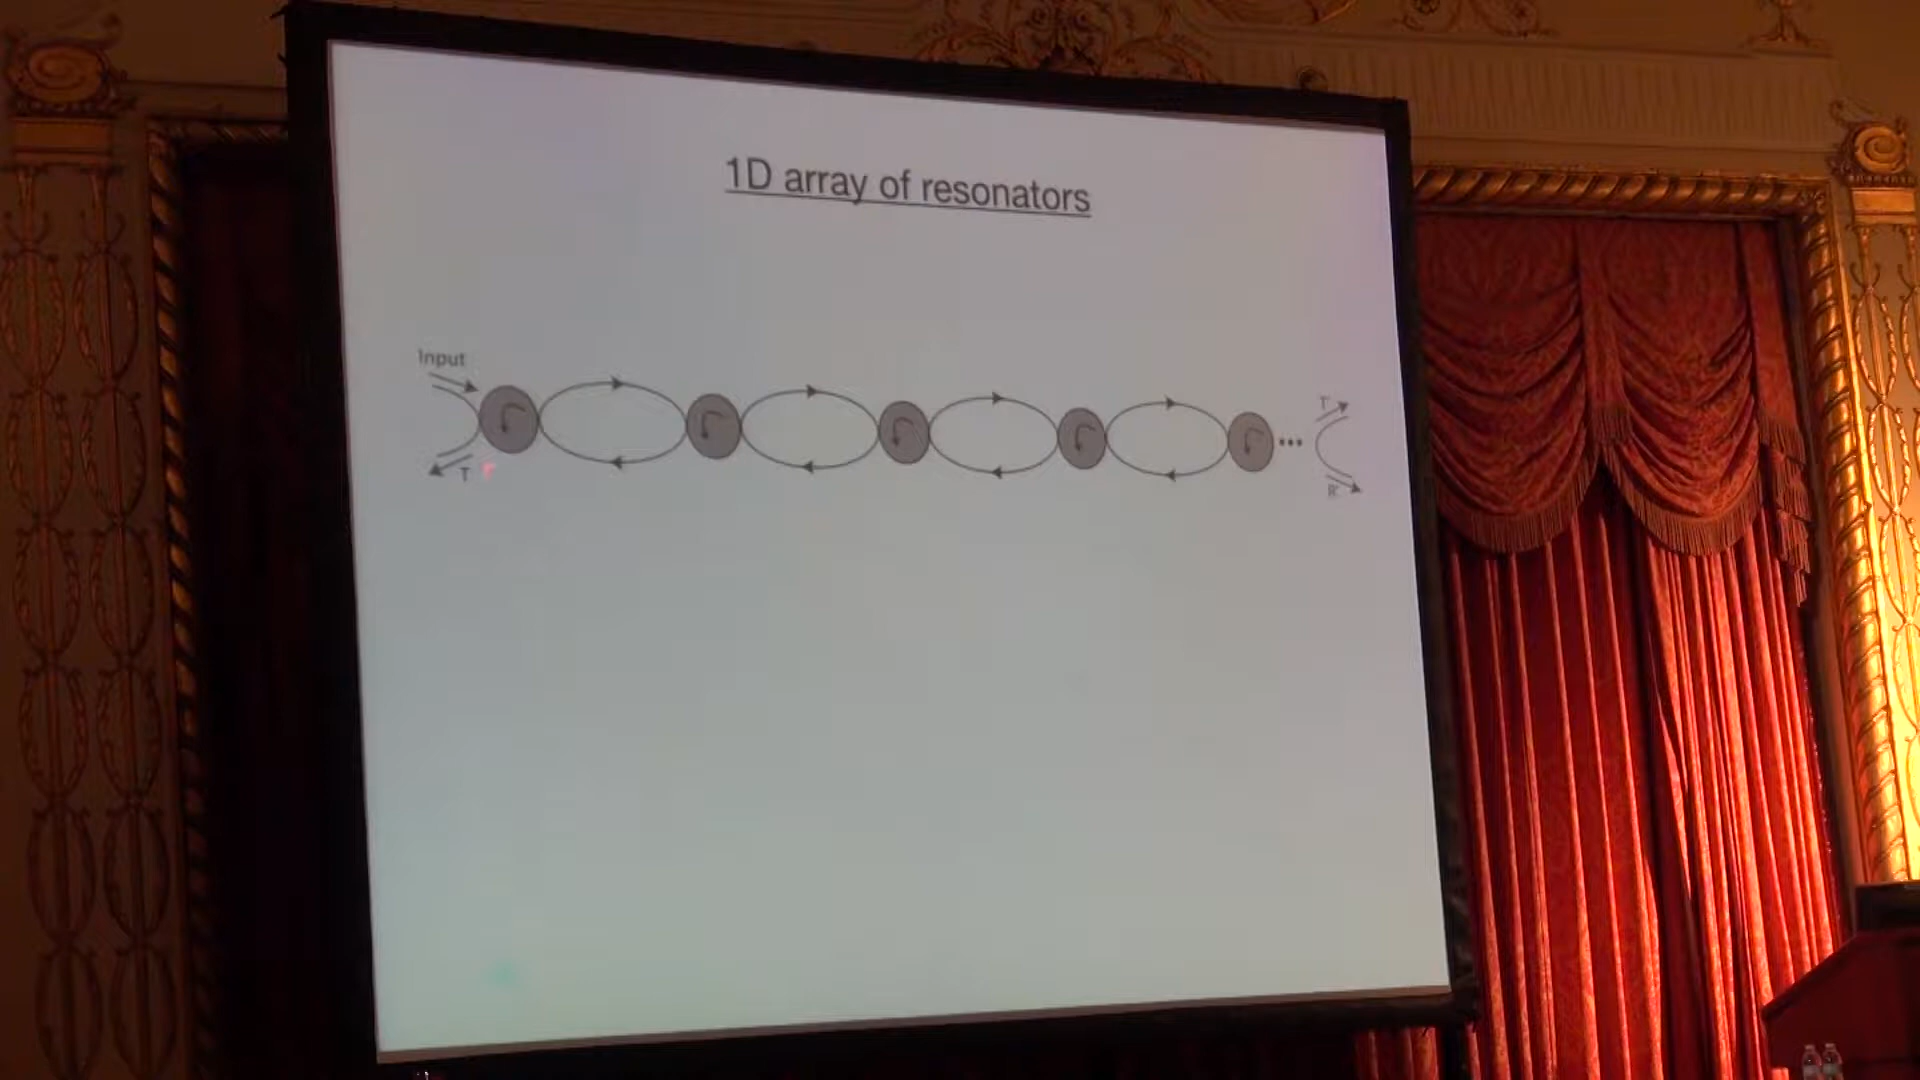 1D array of resonators
Input
T
T'
R'